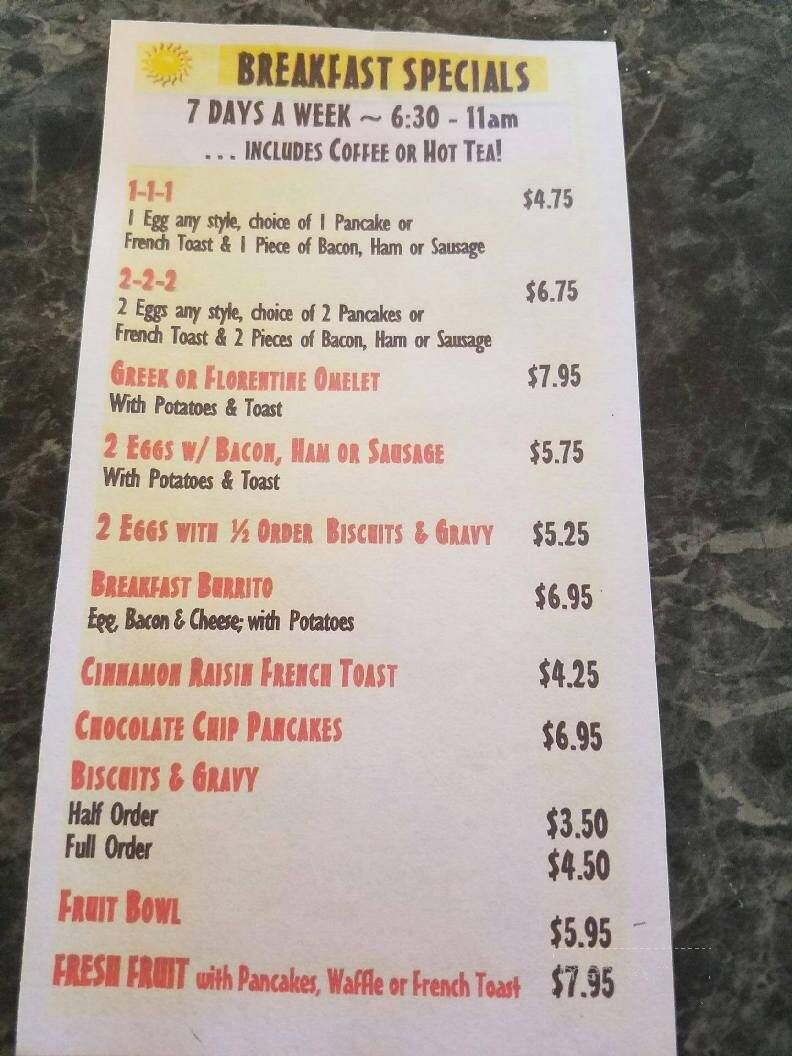 BREAKFAST SPECIALS
7 DAYS A WEEK ~ 6:30 - 11am
... INCLUDES COFFEE OR HOT TEA!
1-1-1 $4.75
1 Egg any style, choice of 1 Pancake or
French Toast & 1 Piece of Bacon, Ham or Sausage
2-2-2 $6.75
2 Eggs any style, choice of 2 Pancakes or
French Toast & 2 Pieces of Bacon, Ham or Sausage
GREEK OR FLORENTINE OMELET $7.95
With Potatoes & Toast
2 EGGS W/ BACON, HAM OR SAUSAGE $5.75
With Potatoes & Toast
2 EGGS WITH ½ ORDER BISCUITS & GRAVY $5.25
BREAKFAST BURRITO $6.95
Egg, Bacon & Cheese; with Potatoes
CINNAMON RAISIN FRENCH TOAST $4.25
CHOCOLATE CHIP PANCAKES $6.95
BISCUITS & GRAVY
Half Order $3.50
Full Order $4.50
FRUIT BOWL $5.95
FRESH FRUIT with Pancakes, Waffle or French Toast $7.95